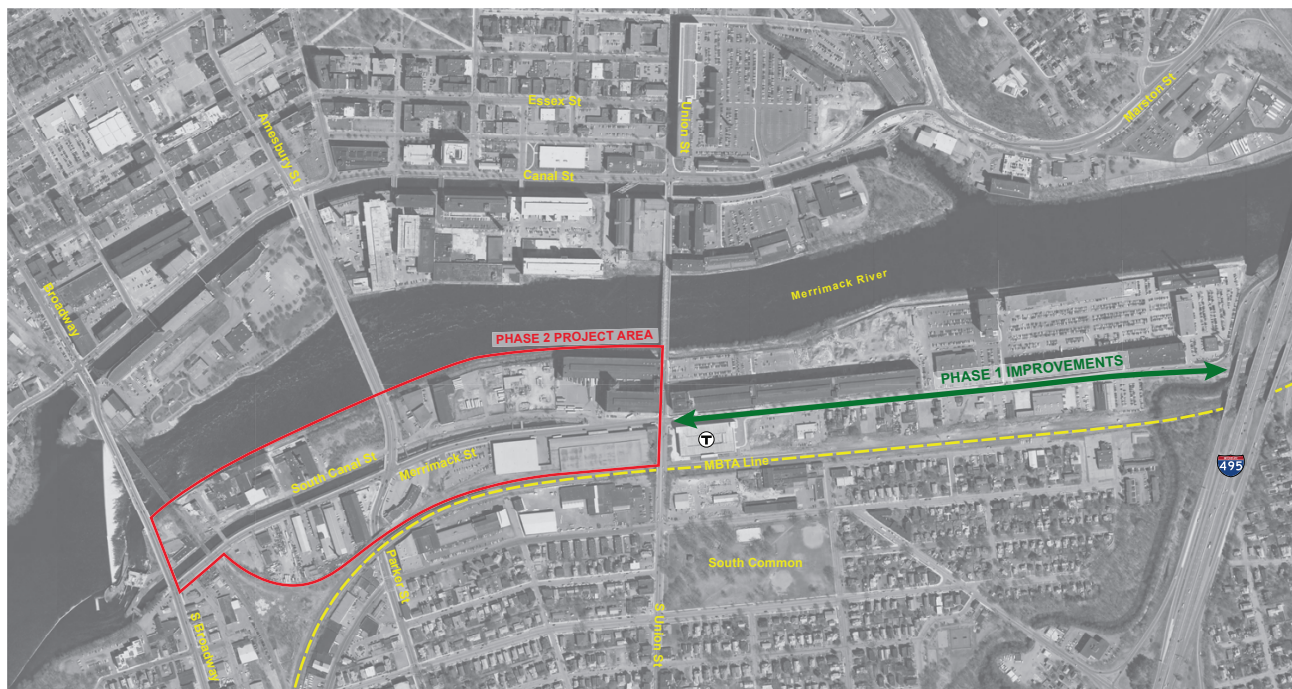 Essex St
Union St
Marston St
Amesbury St
Canal St
Broadway
Merrimack River
PHASE 2 PROJECT AREA
PHASE 1 IMPROVEMENTS
T
South Canal St
Merrimack St
MBTA Line
495
Parker St
South Common
S Broadway
S Union St